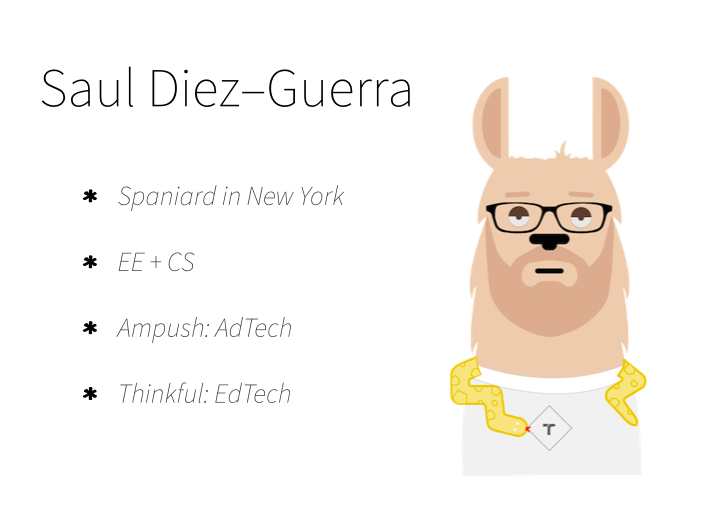 Saul Diez–Guerra
* Spaniard in New York
* EE + CS
* Ampush: AdTech
* Thinkful: EdTech
T